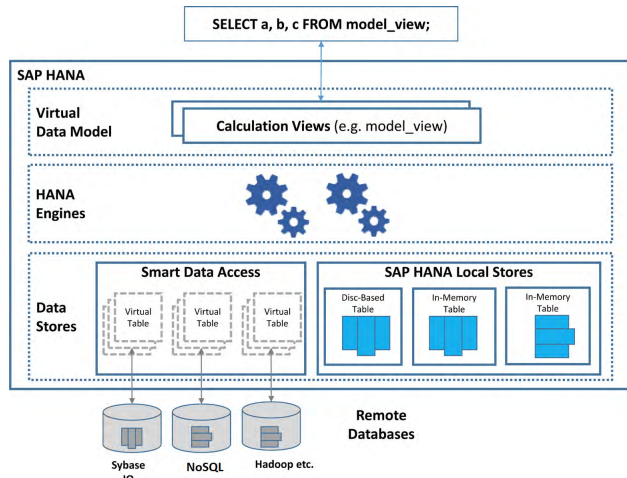 SELECT a, b, c FROM model_view;
SAP HANA
Virtual
Data Model
Calculation Views (e.g. model_view)
HANA
Engines
Data
Stores
Smart Data Access
Virtual
Table
Virtual
Table
Virtual
Table
SAP HANA Local Stores
Disc-Based
Table
In-Memory
Table
In-Memory
Table
Remote
Databases
Sybase
NoSQL
Hadoop etc.